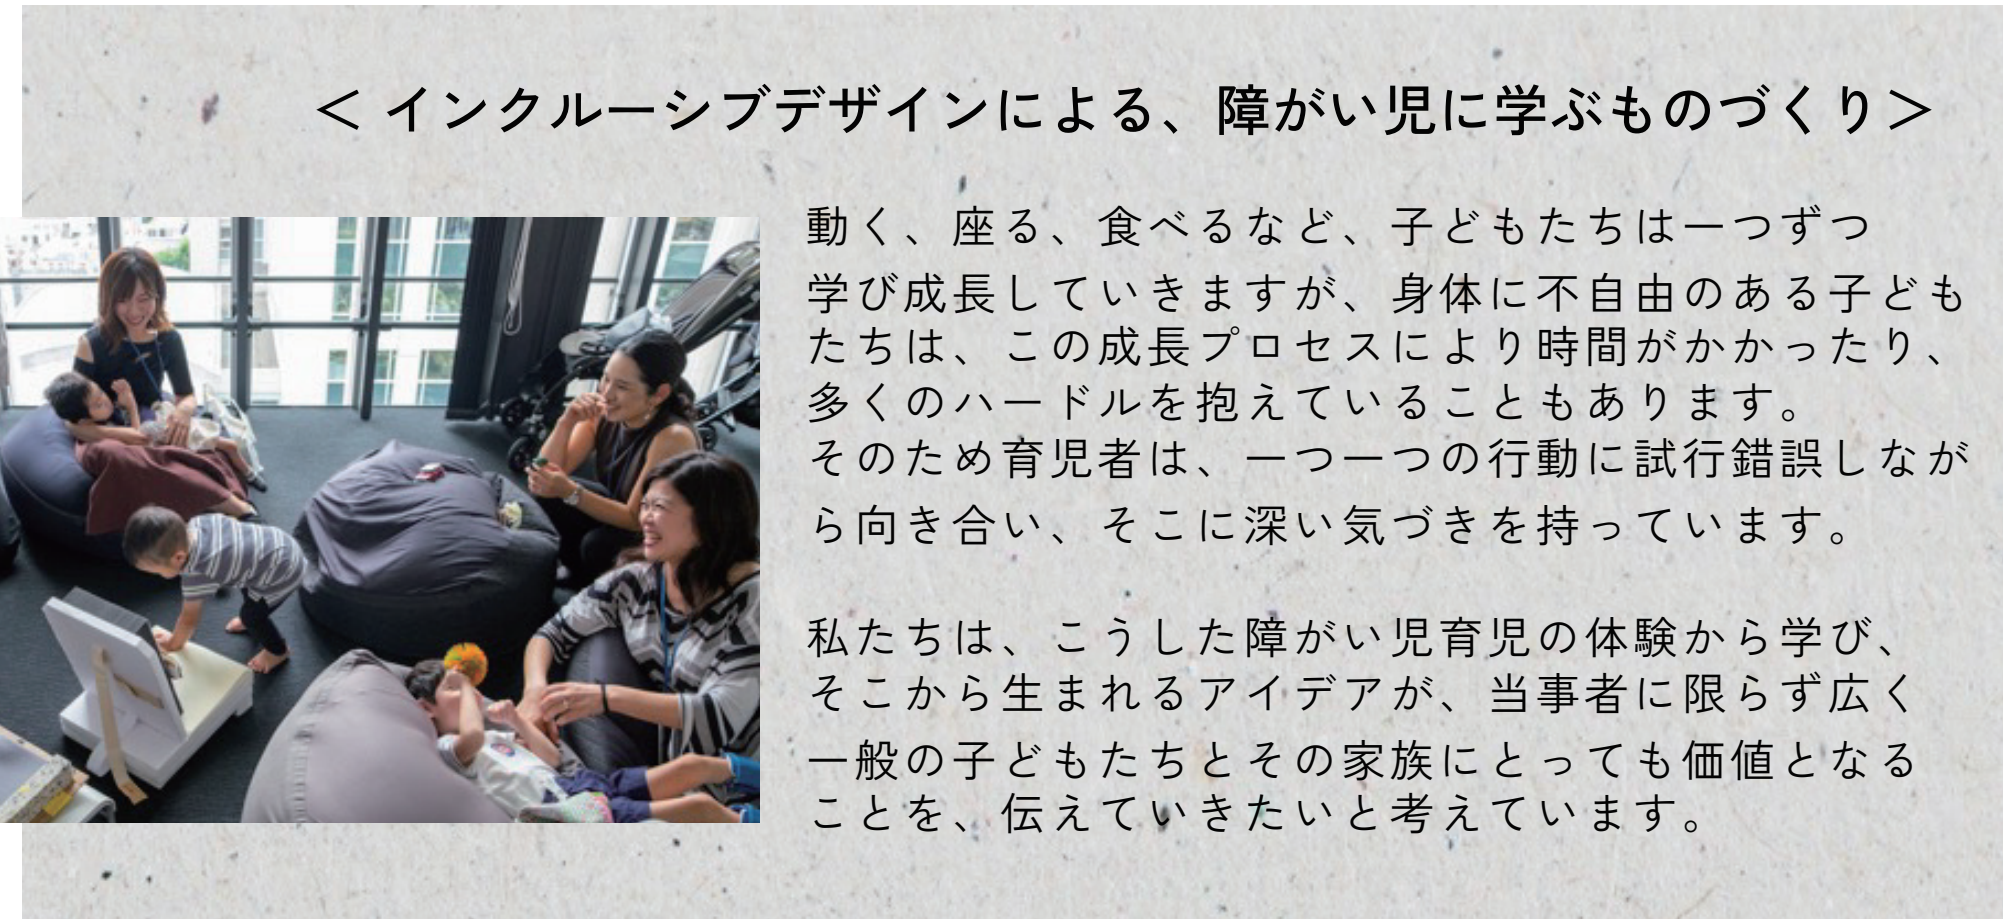 ＜ インクルーシブデザインによる、障がい児に学ぶものづくり＞
動く、座る、食べるなど、子どもたちは一つずつ
学び成長していきますが、身体に不自由のある子ども
たちは、この成長プロセスにより時間がかかったり、
多くのハードルを抱えていることもあります。
そのため育児者は、一つ一つの行動に試行錯誤しなが
ら向き合い、そこに深い気づきを持っています。
私たちは、こうした障がい児育児の体験から学び、
そこから生まれるアイデアが、当事者に限らず広く
一般の子どもたちとその家族にとっても価値となる
ことを、伝えていきたいと考えています。